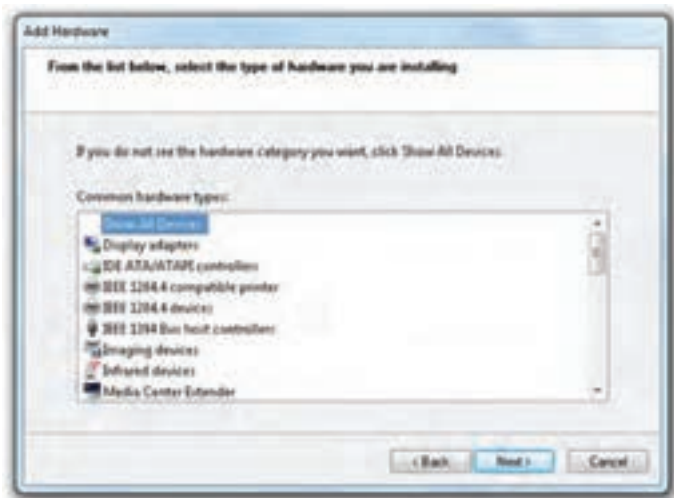 Add Hardware
From the list below, select the type of hardware you are installing
If you do not see the hardware category you want, click Show All Devices.
Common hardware types:
Show All Devices
Display adapters
IDE ATA/ATAPI controllers
IEEE 1284.4 compatible printer
IEEE 1284.4 devices
IEEE 1394 Bus host controllers
Imaging devices
Infrared devices
Media Center Extender
< Back Next > Cancel